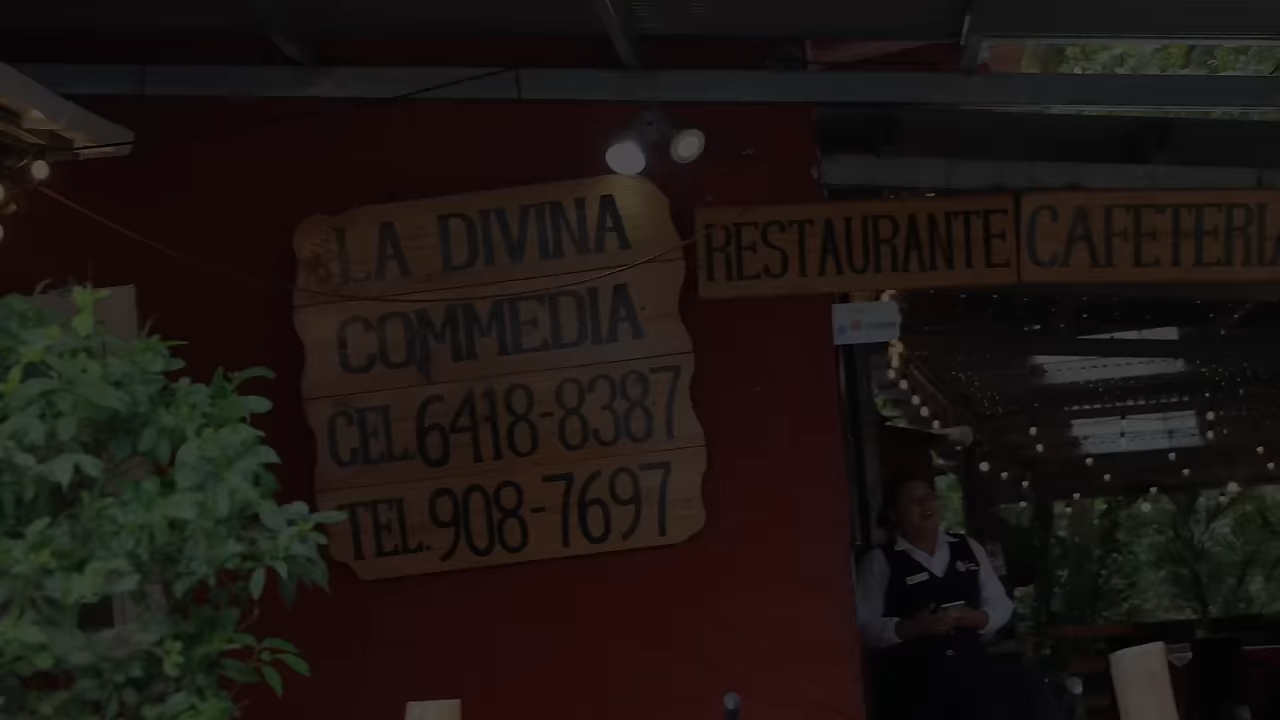 LA DIVINA
COMMEDIA
CEL.6418-8387
TEL.908-7697
RESTAURANTE
CAFETERI